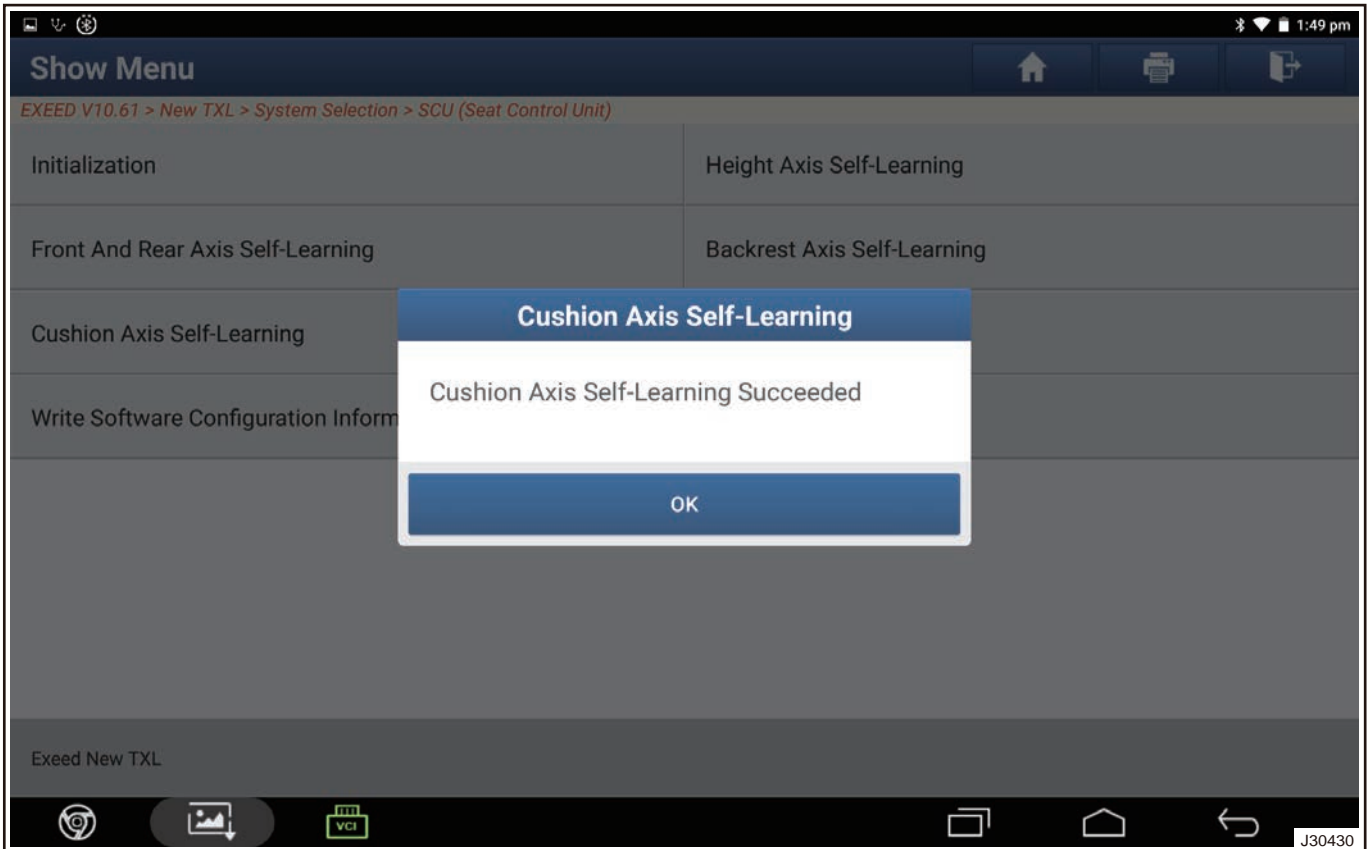 1:49 pm
Show Menu
EXEED V10.61 > New TXL > System Selection > SCU (Seat Control Unit)
Initialization
Height Axis Self-Learning
Front And Rear Axis Self-Learning
Backrest Axis Self-Learning
Cushion Axis Self-Learning
Cushion Axis Self-Learning
Cushion Axis Self-Learning Succeeded
Write Software Configuration Inform
OK
Exeed New TXL
VCI
J30430